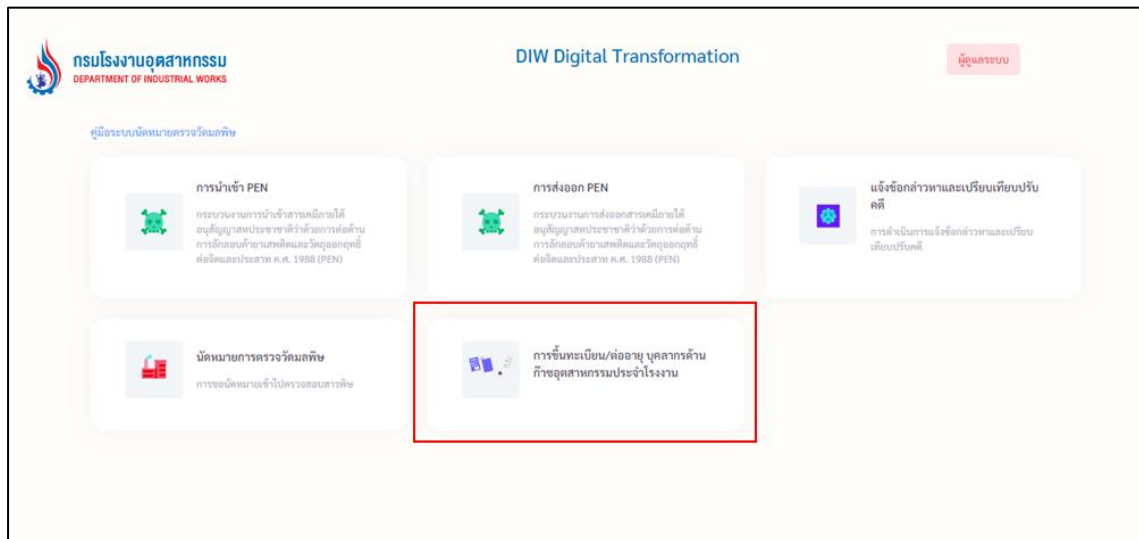 กรมโรงงานอุตสาหกรรม
DEPARTMENT OF INDUSTRIAL WORKS
DIW Digital Transformation
ผู้ดูแลระบบ
คู่มือระบบนัดหมายตรวจวัดมลพิษ
การนำเข้า PEN
กระบวนงานการนำเข้าสารเคมีภายใต้
อนุสัญญาสหประชาชาติว่าด้วยการต่อต้าน
การลักลอบค้ายาเสพติดและวัตถุออกฤทธิ์
ต่อจิตและประสาท ค.ศ. 1988 (PEN)
การส่งออก PEN
กระบวนงานการส่งออกสารเคมีภายใต้
อนุสัญญาสหประชาชาติว่าด้วยการต่อต้าน
การลักลอบค้ายาเสพติดและวัตถุออกฤทธิ์
ต่อจิตและประสาท ค.ศ. 1988 (PEN)
แจ้งข้อกล่าวหาและเปรียบเทียบปรับ
คดี
การดำเนินการแจ้งข้อกล่าวหาและเปรียบ
เทียบปรับคดี
นัดหมายการตรวจวัดมลพิษ
การขอนัดหมายเข้าไปตรวจสอบสารพิษ
การขึ้นทะเบียน/ต่ออายุ บุคลากรด้าน
ก๊าซอุตสาหกรรมประจำโรงงาน